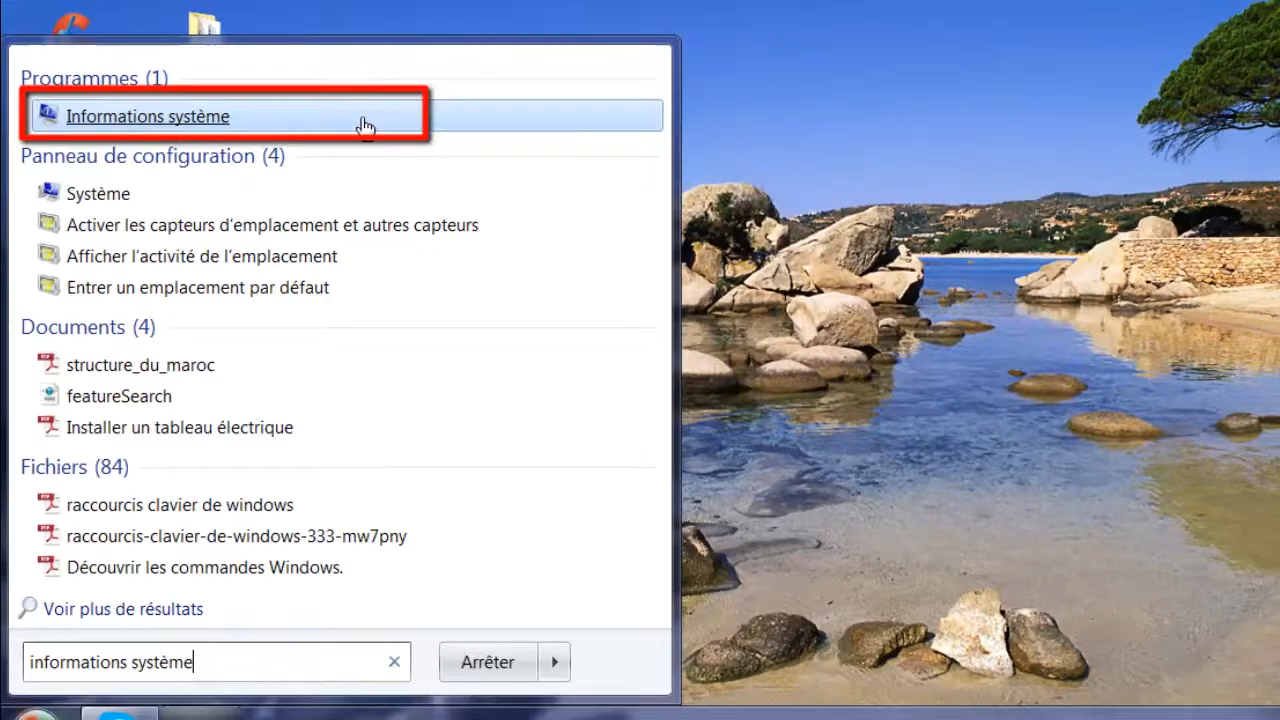 Programmes (1)
Informations système
Panneau de configuration (4)
Système
Activer les capteurs d'emplacement et autres capteurs
Afficher l'activité de l'emplacement
Entrer un emplacement par défaut
Documents (4)
structure_du_maroc
featureSearch
Installer un tableau électrique
Fichiers (84)
raccourcis clavier de windows
raccourcis-clavier-de-windows-333-mw7pny
Découvrir les commandes Windows.
Voir plus de résultats
informations système
Arrêter